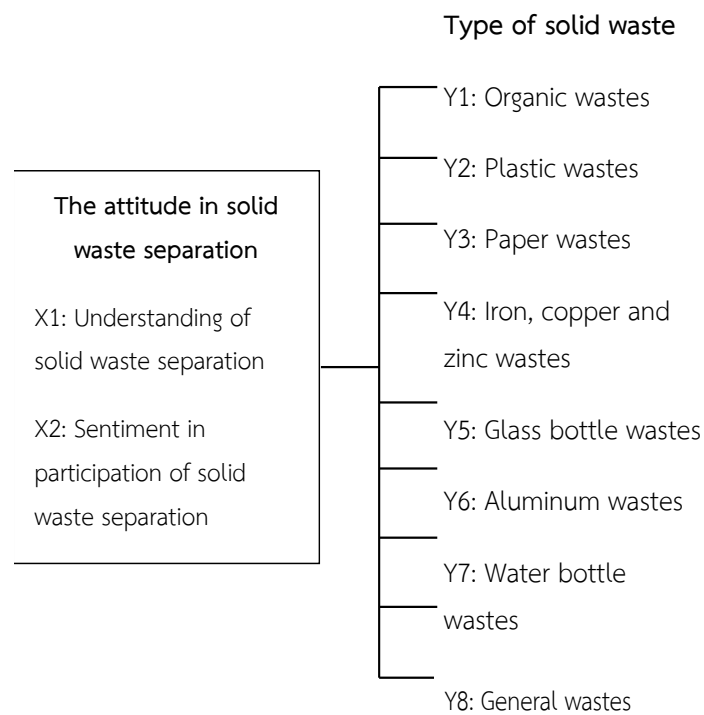 Type of solid waste
Y1: Organic wastes
Y2: Plastic wastes
The attitude in solid
waste separation
Y3: Paper wastes
X1: Understanding of
solid waste separation
Y4: Iron, copper and
zinc wastes
X2: Sentiment in
participation of solid
waste separation
Y5: Glass bottle wastes
Y6: Aluminum wastes
Y7: Water bottle
wastes
Y8: General wastes